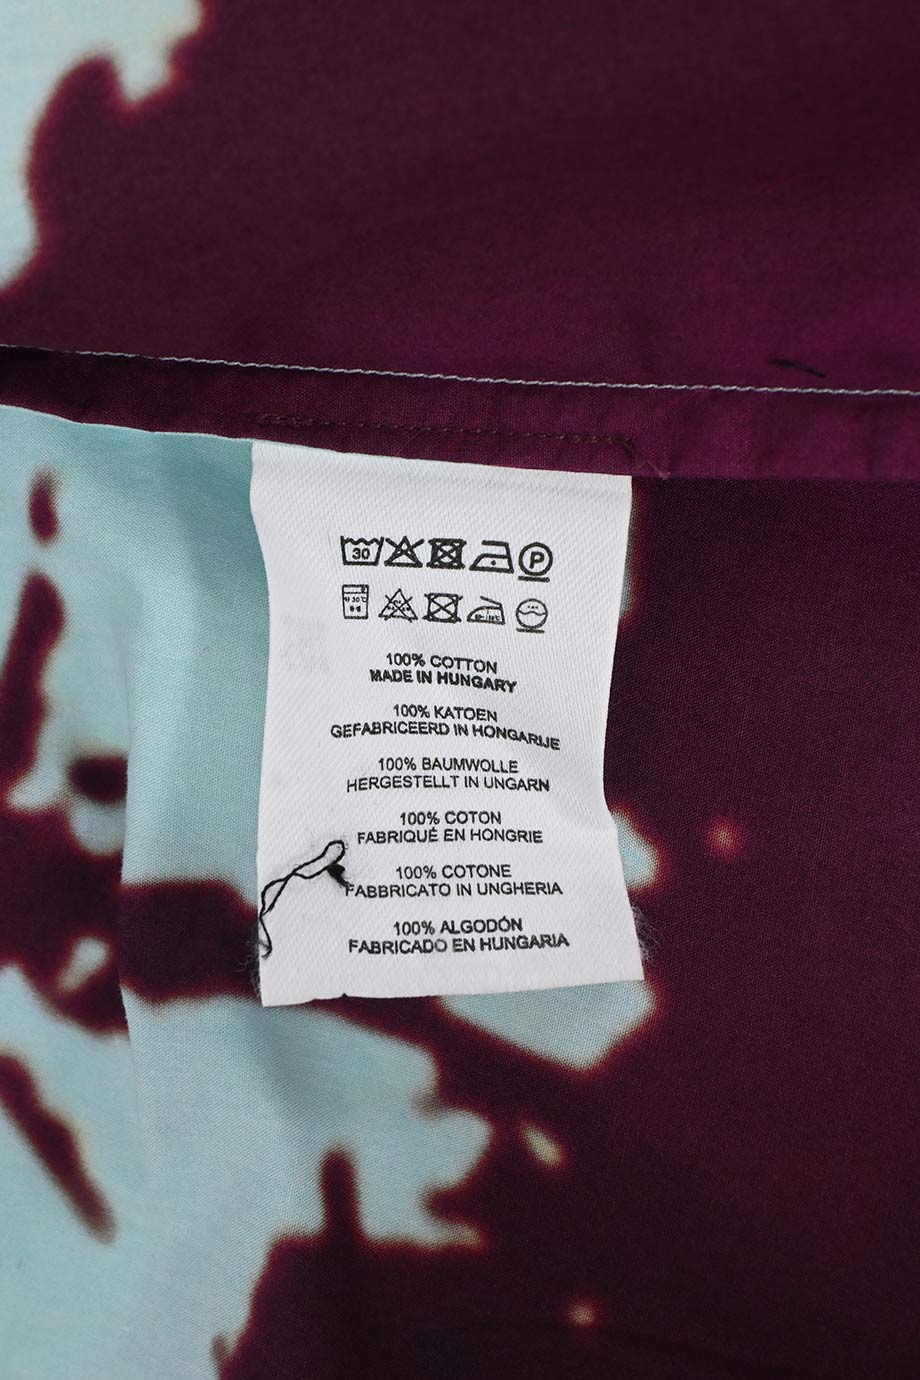 30 P
100% COTTON
MADE IN HUNGARY
100% KATOEN
GEFABRICEERD IN HONGARIJE
100% BAUMWOLLE
HERGESTELLT IN UNGARN
100% COTON
FABRIQUÉ EN HONGRIE
100% COTONE
FABBRICATO IN UNGHERIA
100% ALGODÓN
FABRICADO EN HUNGARIA